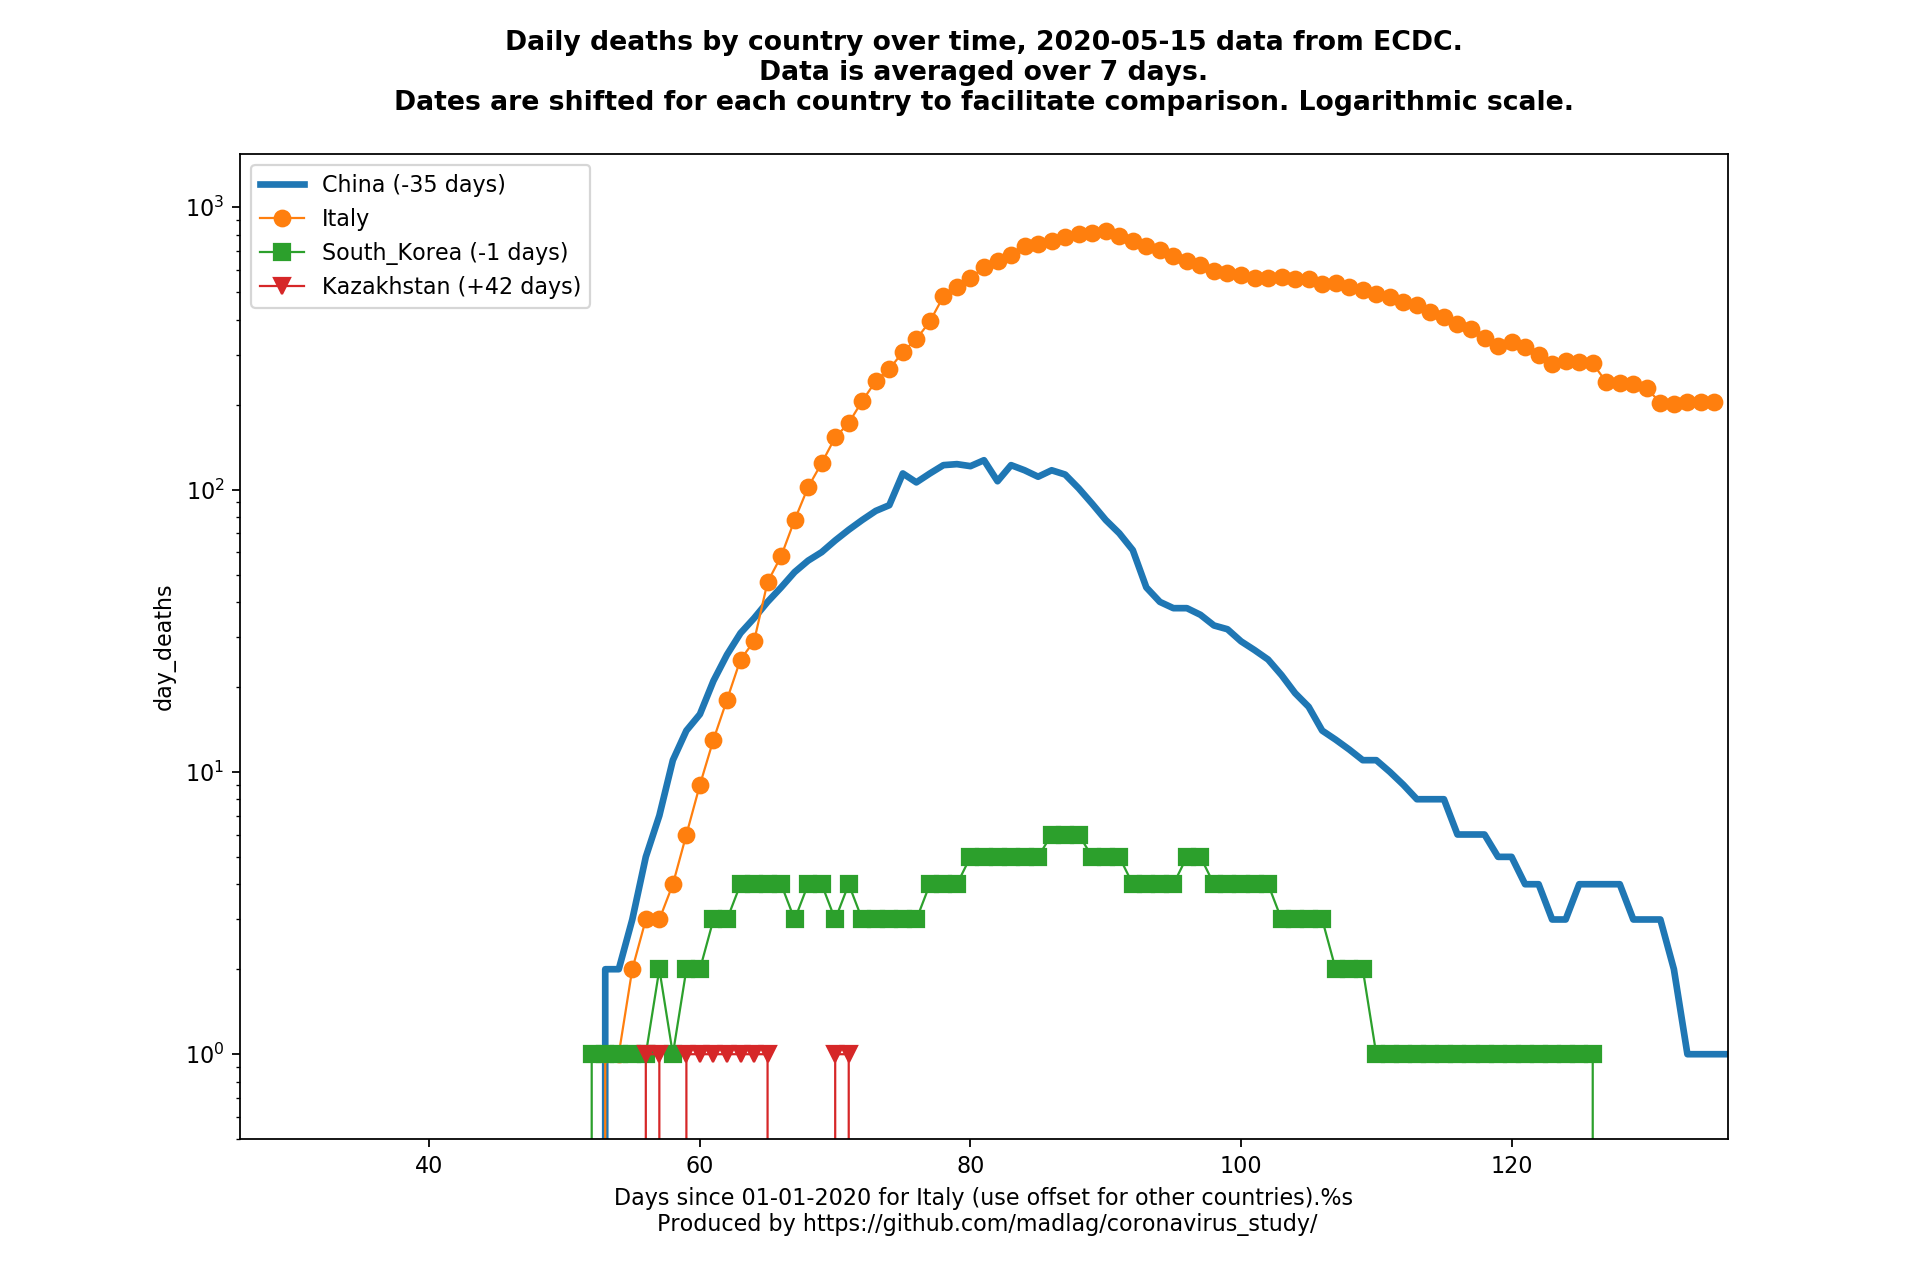 Daily deaths by country over time, 2020-05-15 data from ECDC.
Data is averaged over 7 days.
Dates are shifted for each country to facilitate comparison. Logarithmic scale.
China (-35 days)
Italy
South_Korea (-1 days)
Kazakhstan (+42 days)
10³
10²
10¹
10⁰
day_deaths
40 60 80 100 120
Days since 01-01-2020 for Italy (use offset for other countries).%s
Produced by https://github.com/madlag/coronavirus_study/